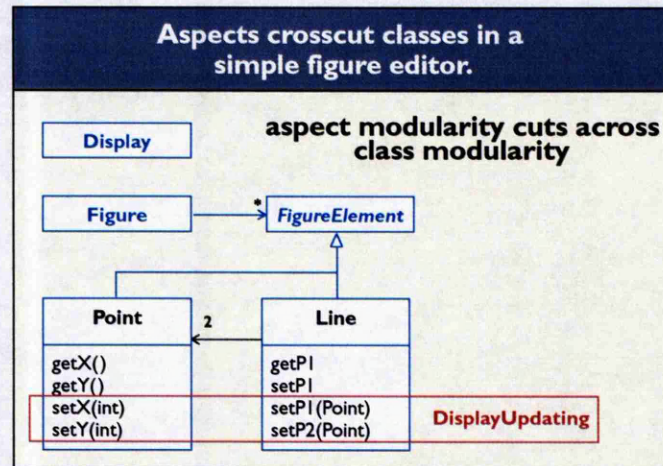 Aspects crosscut classes in a
simple figure editor.
aspect modularity cuts across
class modularity
Display
Figure
*
FigureElement
Point
2
Line
getX()
getY()
setX(int)
setY(int)
getP1
setP1
setP1(Point)
setP2(Point)
DisplayUpdating